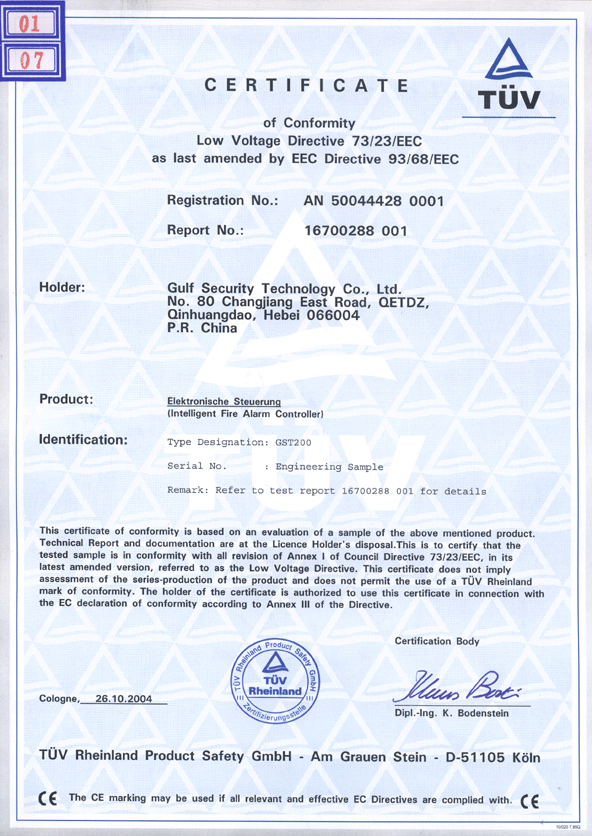 01
07
TÜV
CERTIFICATE
of Conformity
Low Voltage Directive 73/23/EEC
as last amended by EEC Directive 93/68/EEC
Registration No.: AN 50044428 0001
Report No.: 16700288 001
Holder: Gulf Security Technology Co., Ltd.
No. 80 Changjiang East Road, QETDZ,
Qinhuangdao, Hebei 066004
P.R. China
Product: Elektronische Steuerung
(Intelligent Fire Alarm Controller)
Identification: Type Designation: GST200
Serial No. : Engineering Sample
Remark: Refer to test report 16700288 001 for details
TÜV
This certificate of conformity is based on an evaluation of a sample of the above mentioned product.
Technical Report and documentation are at the Licence Holder's disposal.This is to certify that the
tested sample is in conformity with all revision of Annex I of Council Directive 73/23/EEC, in its
latest amended version, referred to as the Low Voltage Directive. This certificate does not imply
assessment of the series-production of the product and does not permit the use of a TÜV Rheinland
mark of conformity. The holder of the certificate is authorized to use this certificate in connection with
the EC declaration of conformity according to Annex III of the Directive.
Certification Body
TÜV Rheinland Product Safety GmbH
TÜV
Rheinland
Zertifizierungsstelle
Cologne, 26.10.2004
Dipl.-Ing. K. Bodenstein
TÜV Rheinland Product Safety GmbH - Am Grauen Stein - D-51105 Köln
CE The CE marking may be used if all relevant and effective EC Directives are complied with. CE